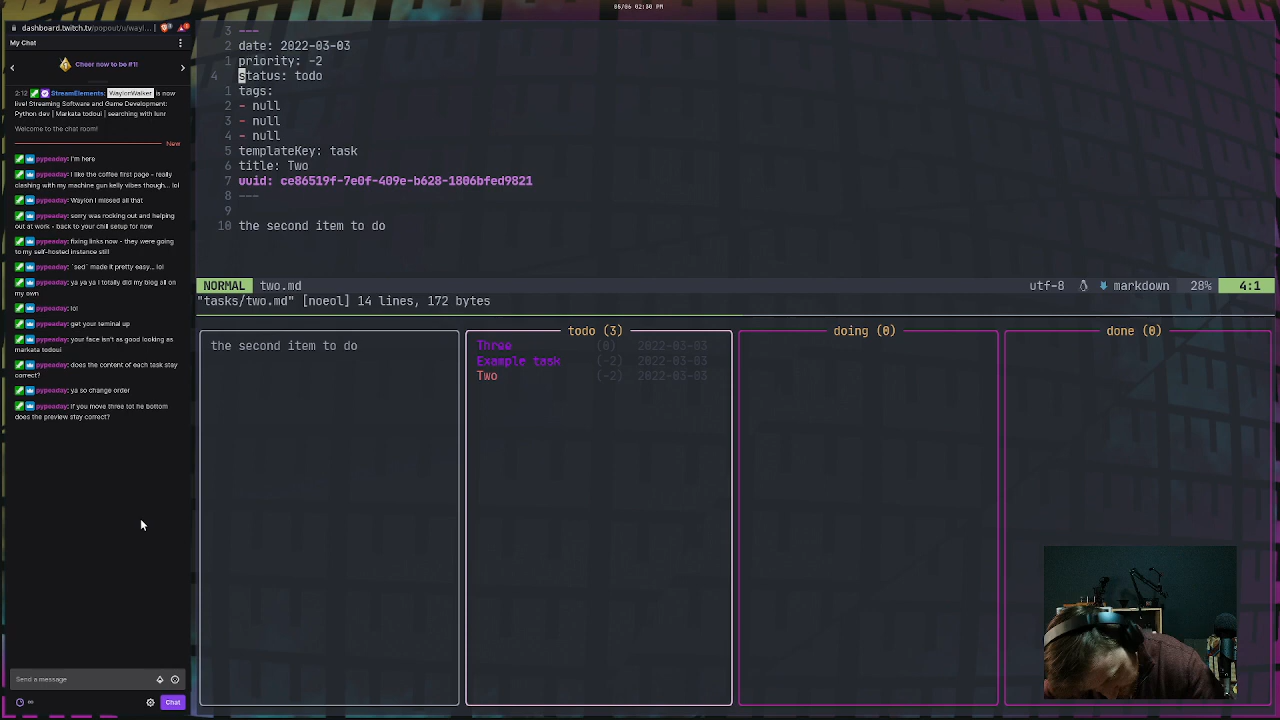 03/06 02:30 PM
dashboard.twitch.tv/popout/u/wayl...
My Chat
Cheer now to be #1!
2:12 StreamElements: WaylonWalker is now
live! Streaming Software and Game Development:
Python dev | Markata todoui | searching with lunr
Welcome to the chat room!
New
pypeaday: I'm here
pypeaday: I like the coffee first page - really
clashing with my machine gun kelly vibes though... lol
pypeaday: Waylon I missed all that
pypeaday: sorry was rocking out and helping
out at work - back to your chill setup for now
pypeaday: fixing links now - they were going
to my self-hosted instance still
pypeaday: `sed` made it pretty easy... lol
pypeaday: ya ya ya I totally did my blog all on
my own
pypeaday: lol
pypeaday: get your teminal up
pypeaday: your face isn't as good looking as
markata todoui
pypeaday: does the content of each task stay
correct?
pypeaday: ya so change order
pypeaday: If you move three tot he bottom
does the preview stay correct?
Send a message
Chat
3 ---
2 date: 2022-03-03
1 priority: -2
4 status: todo
1 tags:
2 - null
3 - null
4 - null
5 templateKey: task
6 title: Two
7 uuid: ce86519f-7e0f-409e-b628-1806bfed9821
8 ---
9
10 the second item to do
NORMAL two.md utf-8 markdown 28% 4:1
"tasks/two.md" [noeol] 14 lines, 172 bytes
the second item to do
todo (3)
Three (0) 2022-03-03
Example task (-2) 2022-03-03
Two (-2) 2022-03-03
doing (0)
done (0)